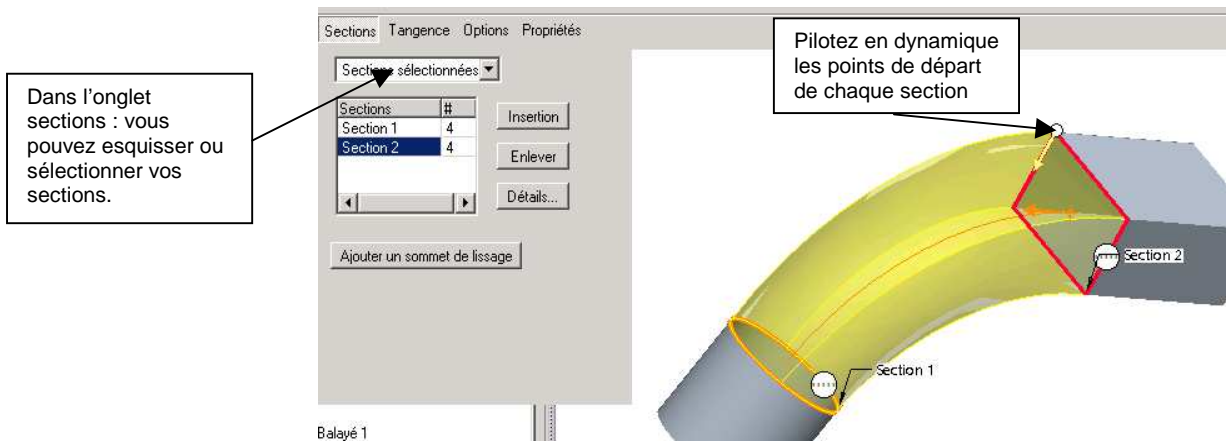 Dans l’onglet
sections : vous
pouvez esquisser ou
sélectionner vos
sections.
Sections Tangence Options Propriétés
Sections sélectionnées
Sections #
Section 1 4
Section 2 4
Insertion
Enlever
Détails...
Ajouter un sommet de lissage
Balayé 1
Pilotez en dynamique
les points de départ
de chaque section
Section 2
Section 1